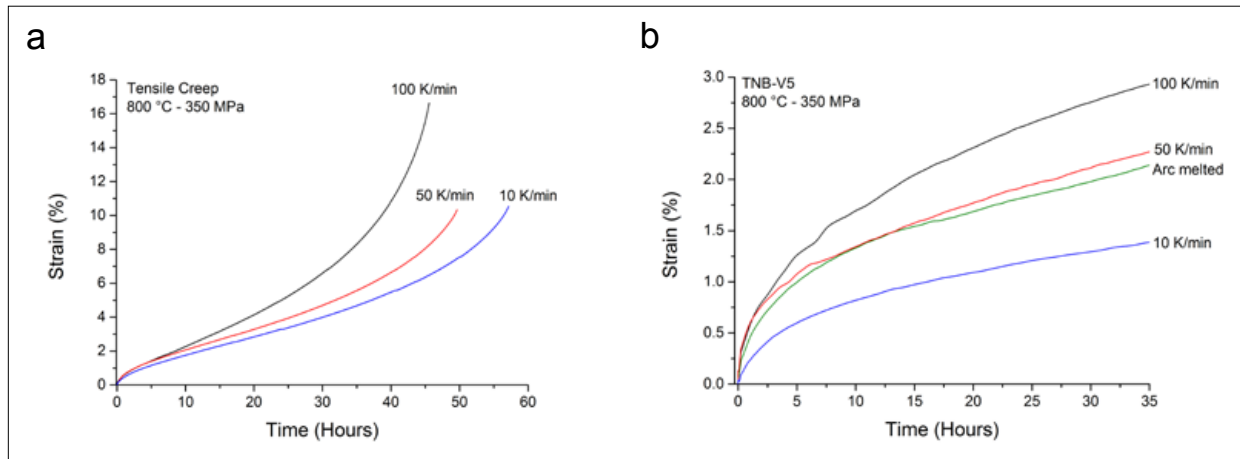 a
Tensile Creep
800 °C - 350 MPa
100 K/min
50 K/min
10 K/min
18
16
14
12
10
8
6
4
2
0
Strain (%)
0 10 20 30 40 50 60
Time (Hours)
b
TNB-V5
800 °C - 350 MPa
100 K/min
50 K/min
Arc melted
10 K/min
3.0
2.5
2.0
1.5
1.0
0.5
0.0
Strain (%)
0 5 10 15 20 25 30 35
Time (Hours)